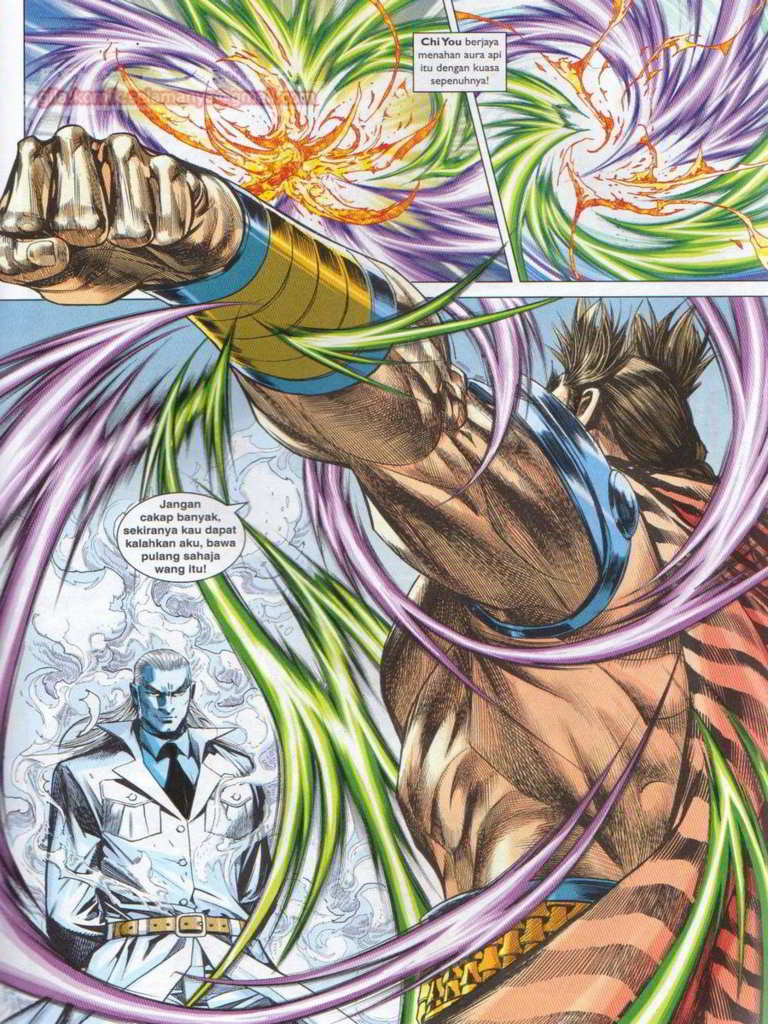 Chi You berjaya
menahan aura api
itu dengan kuasa
sepenuhnya!
Jangan
cakap banyak,
sekiranya kau dapat
kalahkan aku, bawa
pulang sahaja
wang itu!